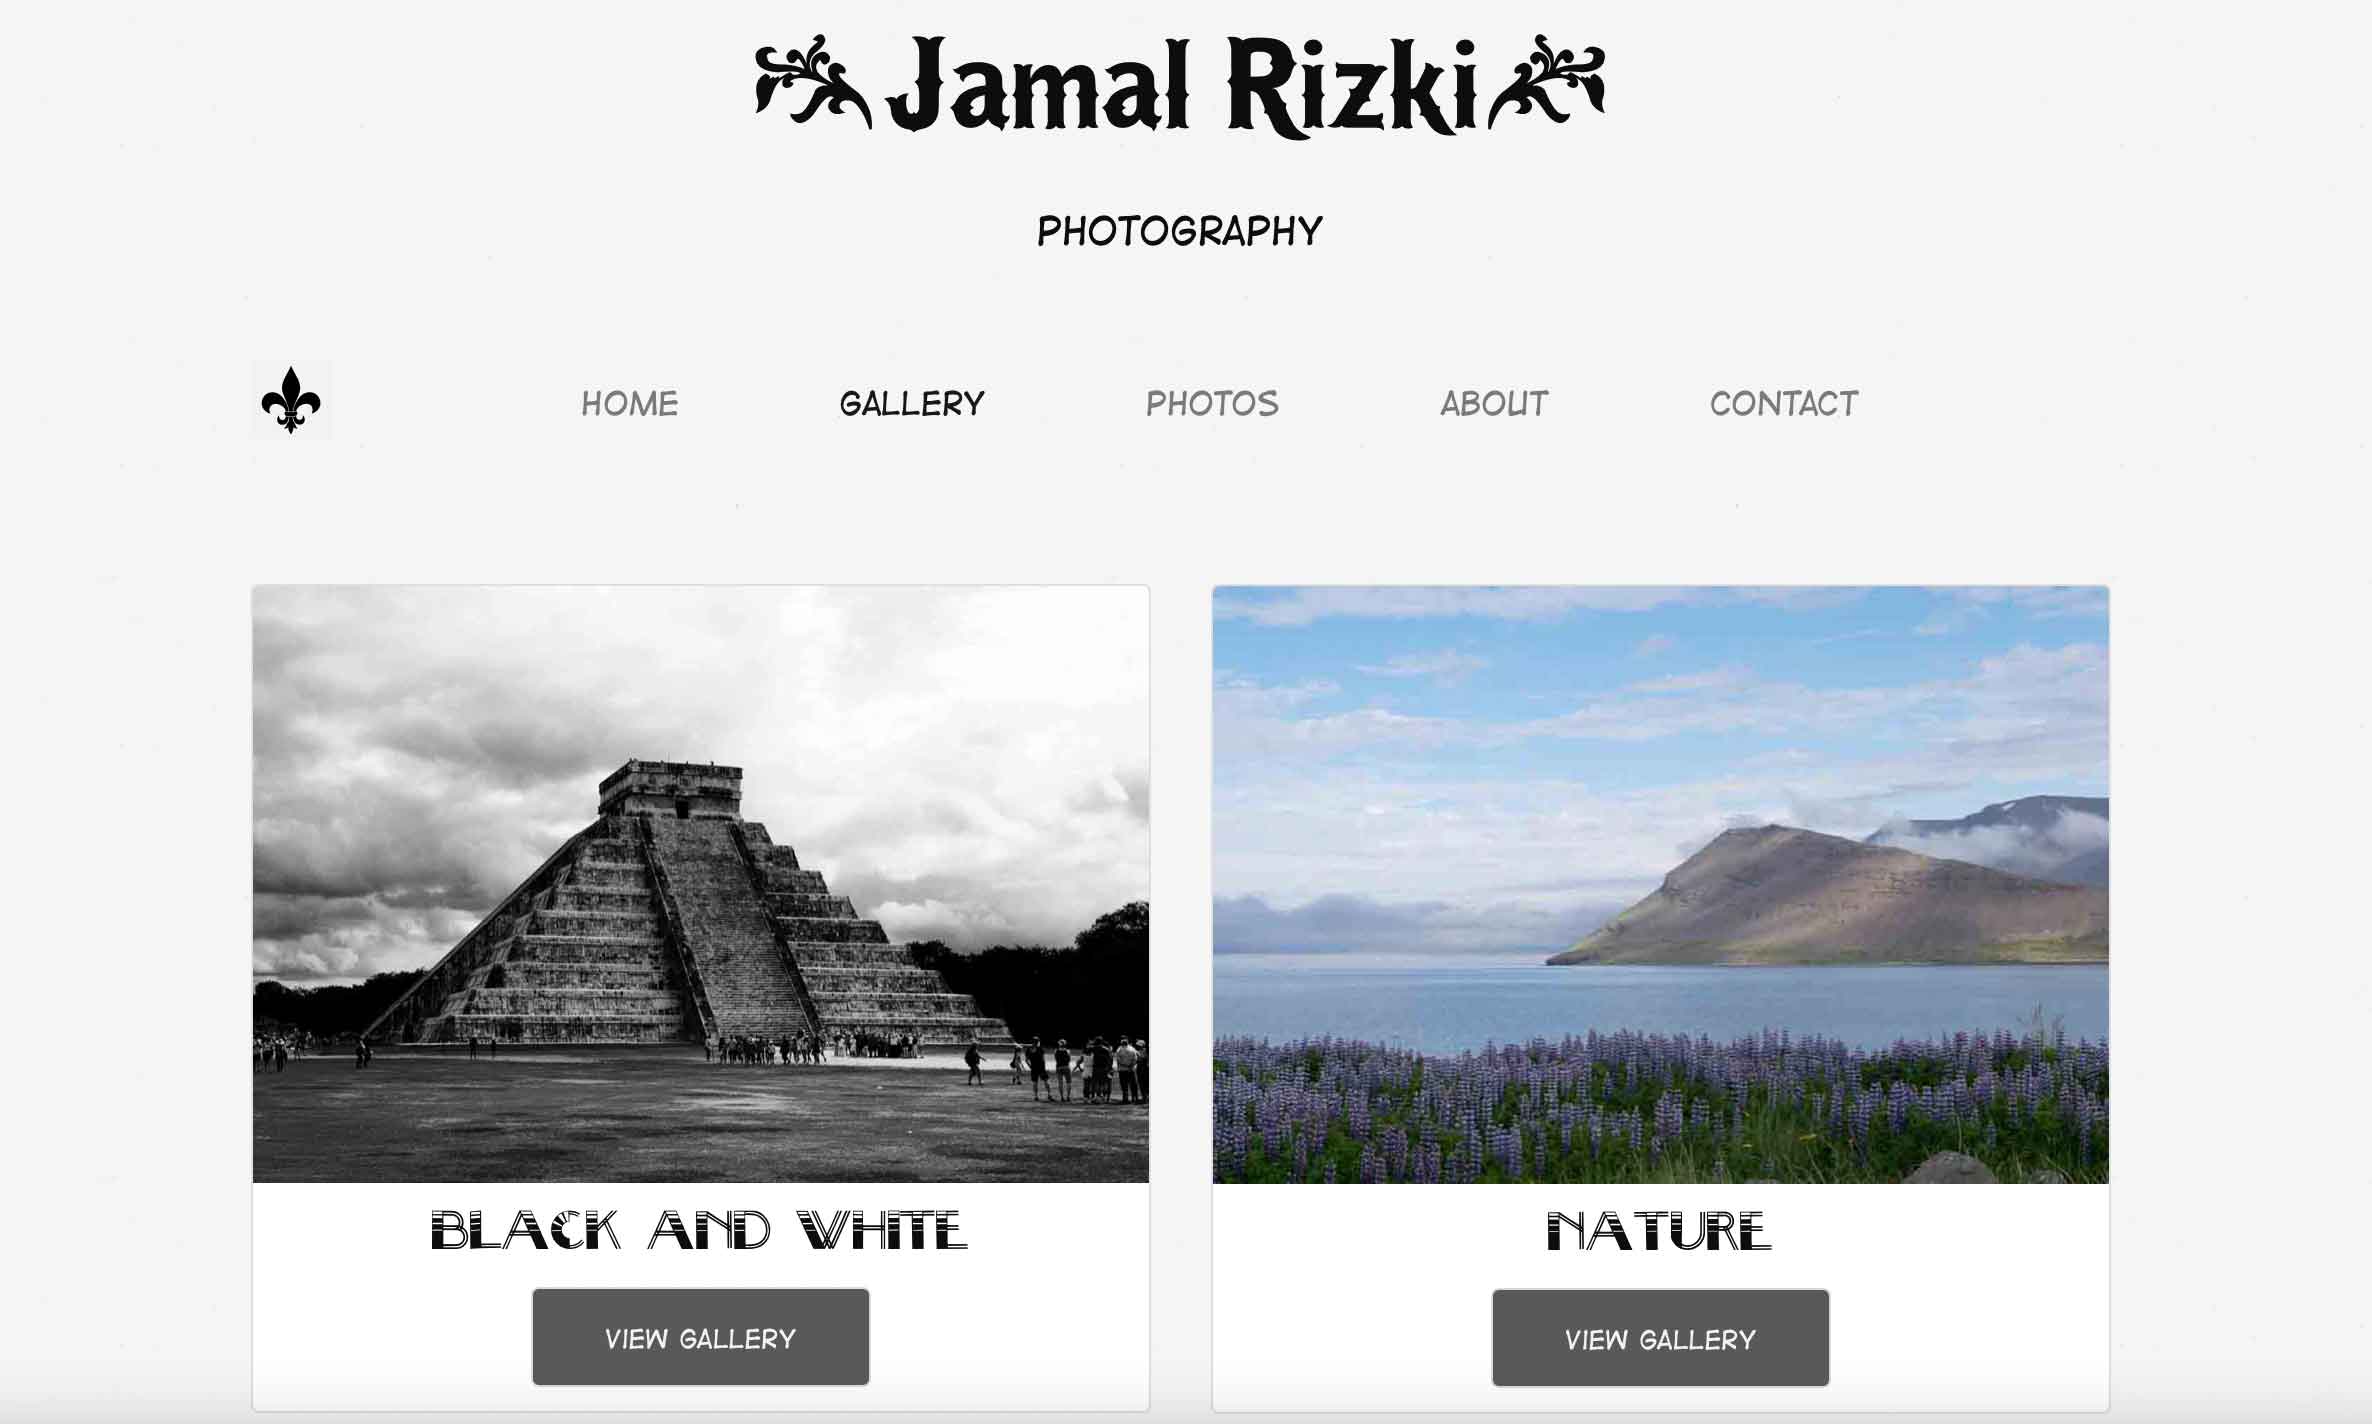 Jamal Rizki
PHOTOGRAPHY
HOME GALLERY PHOTOS ABOUT CONTACT
BLACK AND WHITE
VIEW GALLERY
NATURE
VIEW GALLERY